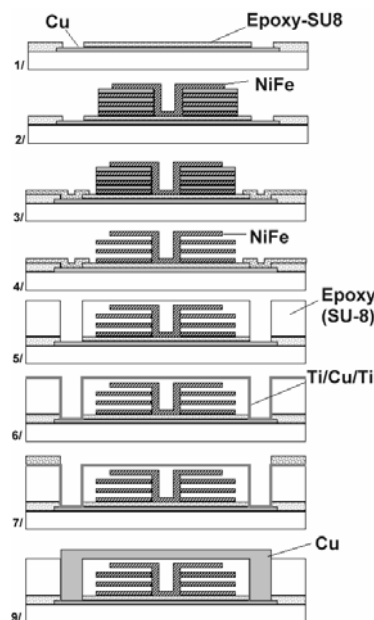 Epoxy-SU8
Cu
1/
NiFe
2/
3/
NiFe
4/
Epoxy
(SU-8)
5/
Ti/Cu/Ti
6/
7/
Cu
9/